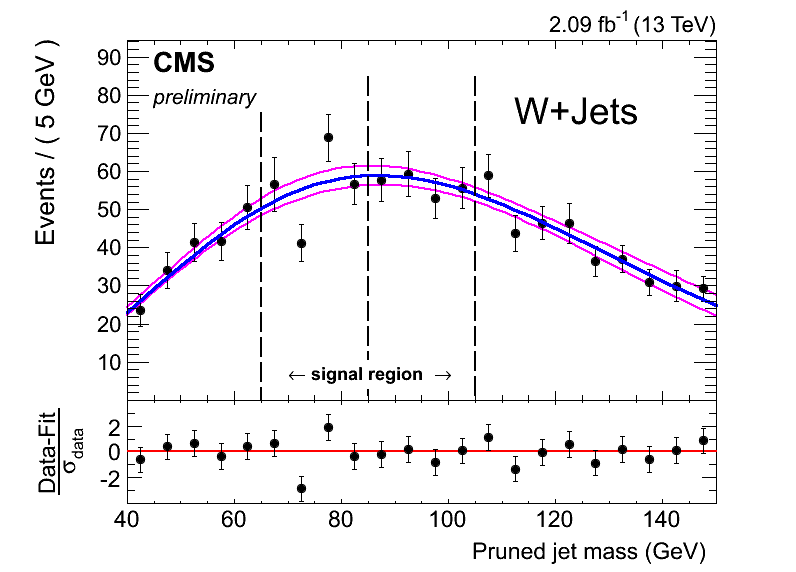 2.09 fb⁻¹ (13 TeV)
CMS
preliminary
W+Jets
Events / ( 5 GeV )
90
80
70
60
50
40
30
20
10
← signal region →
Data-Fit
σdata
2
0
-2
40 60 80 100 120 140
Pruned jet mass (GeV)